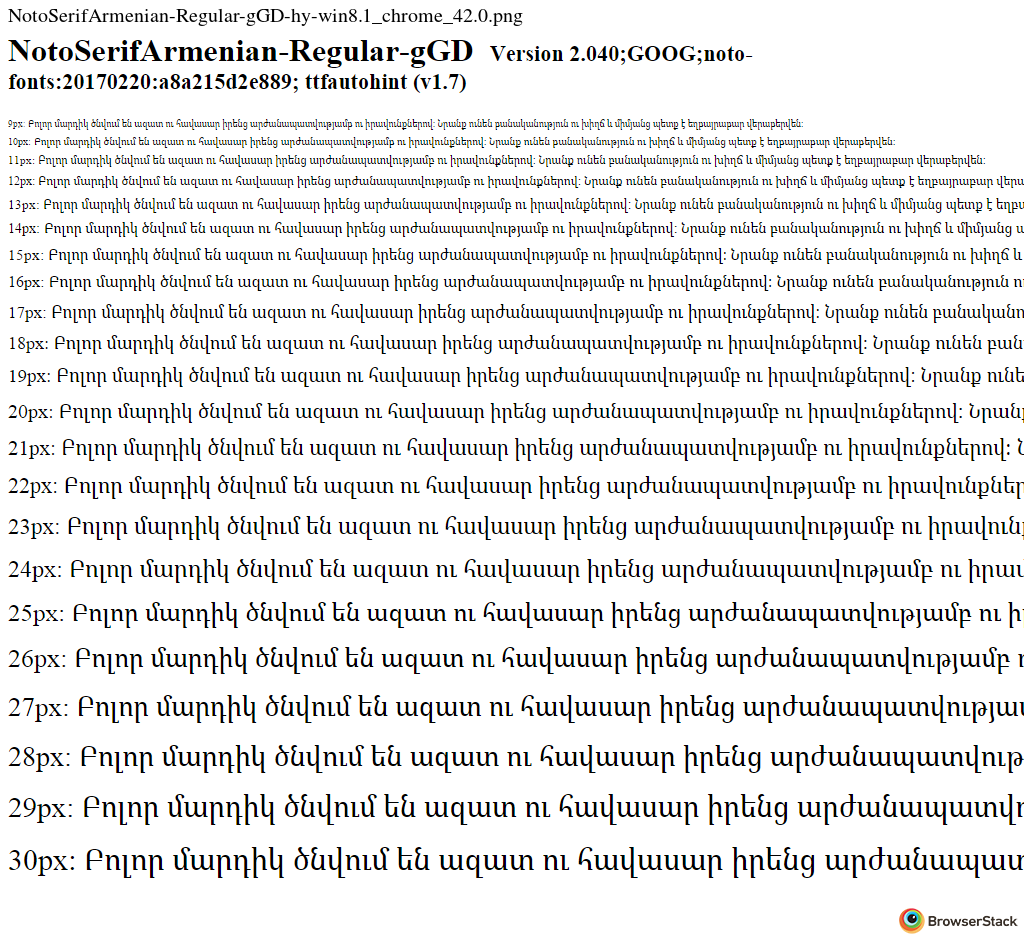 NotoSerifArmenian-Regular-gGD-hy-win8.1_chrome_42.0.png
NotoSerifArmenian-Regular-gGD Version 2.040;GOOG;noto-
fonts:20170220:a8a215d2e889; ttfautohint (v1.7)
9px: Բոլոր մարդիկ ծնվում են ազատ ու հավասար իրենց արժանապատվությամբ ու իրավունքներով: Նրանք ունեն բանականություն ու խիղճ և միմյանց պետք է եղբայրաբար վերաբերվեն:
10px: Բոլոր մարդիկ ծնվում են ազատ ու հավասար իրենց արժանապատվությամբ ու իրավունքներով: Նրանք ունեն բանականություն ու խիղճ և միմյանց պետք է եղբայրաբար վերաբերվեն:
11px: Բոլոր մարդիկ ծնվում են ազատ ու հավասար իրենց արժանապատվությամբ ու իրավունքներով: Նրանք ունեն բանականություն ու խիղճ և միմյանց պետք է եղբայրաբար վերաբերվեն:
12px: Բոլոր մարդիկ ծնվում են ազատ ու հավասար իրենց արժանապատվությամբ ու իրավունքներով: Նրանք ունեն բանականություն ու խիղճ և միմյանց պետք է եղբայրաբար վերա
13px: Բոլոր մարդիկ ծնվում են ազատ ու հավասար իրենց արժանապատվությամբ ու իրավունքներով: Նրանք ունեն բանականություն ու խիղճ և միմյանց պետք է եղբ
14px: Բոլոր մարդիկ ծնվում են ազատ ու հավասար իրենց արժանապատվությամբ ու իրավունքներով: Նրանք ունեն բանականություն ու խիղճ և միմյանց
15px: Բոլոր մարդիկ ծնվում են ազատ ու հավասար իրենց արժանապատվությամբ ու իրավունքներով: Նրանք ունեն բանականություն ու խիղճ և
16px: Բոլոր մարդիկ ծնվում են ազատ ու հավասար իրենց արժանապատվությամբ ու իրավունքներով: Նրանք ունեն բանականություն ու
17px: Բոլոր մարդիկ ծնվում են ազատ ու հավասար իրենց արժանապատվությամբ ու իրավունքներով: Նրանք ունեն բանականո
18px: Բոլոր մարդիկ ծնվում են ազատ ու հավասար իրենց արժանապատվությամբ ու իրավունքներով: Նրանք ունեն բան
19px: Բոլոր մարդիկ ծնվում են ազատ ու հավասար իրենց արժանապատվությամբ ու իրավունքներով: Նրանք ունե
20px: Բոլոր մարդիկ ծնվում են ազատ ու հավասար իրենց արժանապատվությամբ ու իրավունքներով: Նրան
21px: Բոլոր մարդիկ ծնվում են ազատ ու հավասար իրենց արժանապատվությամբ ու իրավունքներով: Ն
22px: Բոլոր մարդիկ ծնվում են ազատ ու հավասար իրենց արժանապատվությամբ ու իրավունքներ
23px: Բոլոր մարդիկ ծնվում են ազատ ու հավասար իրենց արժանապատվությամբ ու իրավուն
24px: Բոլոր մարդիկ ծնվում են ազատ ու հավասար իրենց արժանապատվությամբ ու իրավ
25px: Բոլոր մարդիկ ծնվում են ազատ ու հավասար իրենց արժանապատվությամբ ու ի
26px: Բոլոր մարդիկ ծնվում են ազատ ու հավասար իրենց արժանապատվությամբ
27px: Բոլոր մարդիկ ծնվում են ազատ ու հավասար իրենց արժանապատվությա
28px: Բոլոր մարդիկ ծնվում են ազատ ու հավասար իրենց արժանապատվութ
29px: Բոլոր մարդիկ ծնվում են ազատ ու հավասար իրենց արժանապատվ
30px: Բոլոր մարդիկ ծնվում են ազատ ու հավասար իրենց արժանապատ
BrowserStack